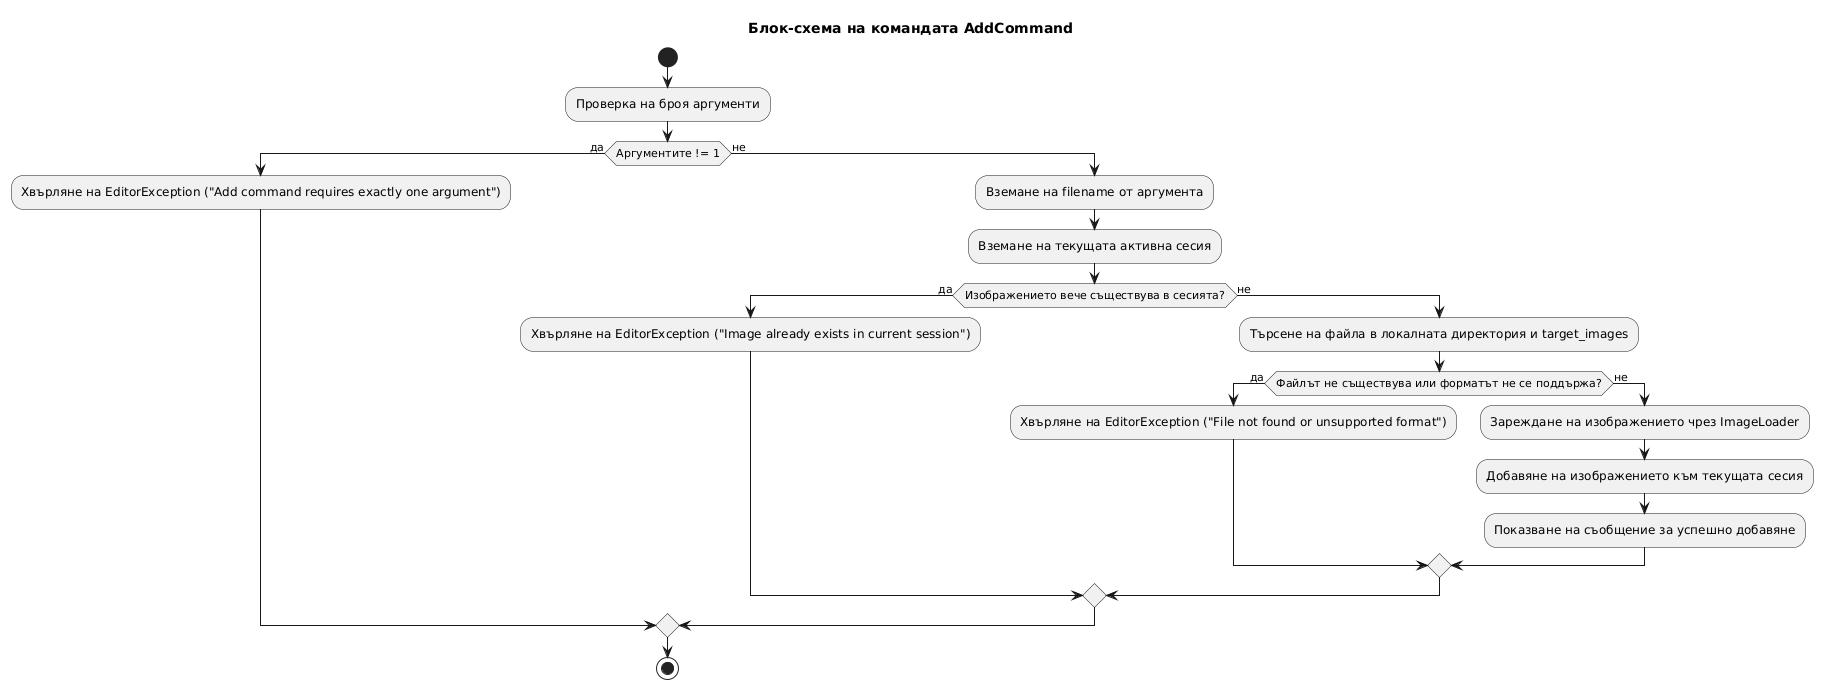 Блок-схема на командата AddCommand
Проверка на броя аргументи
да
Аргументите != 1
не
Хвърляне на EditorException ("Add command requires exactly one argument")
Вземане на filename от аргумента
Вземане на текущата активна сесия
да
Изображението вече съществува в сесията?
не
Хвърляне на EditorException ("Image already exists in current session")
Търсене на файла в локалната директория и target_images
да
Файлът не съществува или форматът не се поддържа?
не
Хвърляне на EditorException ("File not found or unsupported format")
Зареждане на изображението чрез ImageLoader
Добавяне на изображението към текущата сесия
Показване на съобщение за успешно добавяне